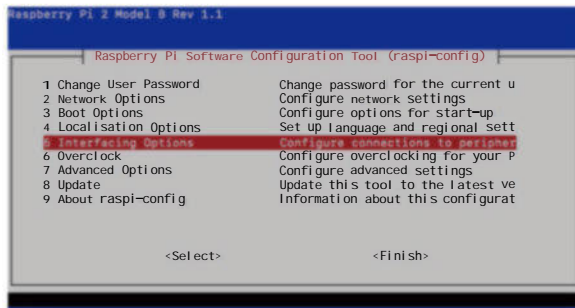 Raspberry Pi 2 Model B Rev 1.1
Raspberry Pi Software Configuration Tool (raspi-config)
1 Change User Password Change password for the current u
2 Network Options Configure network settings
3 Boot Options Configure options for start-up
4 Localisation Options Set up language and regional sett
5 Interfacing Options Configure connections to peripher
6 Overclock Configure overclocking for your P
7 Advanced Options Configure advanced settings
8 Update Update this tool to the latest ve
9 About raspi-config Information about this configurat
<Select> <Finish>